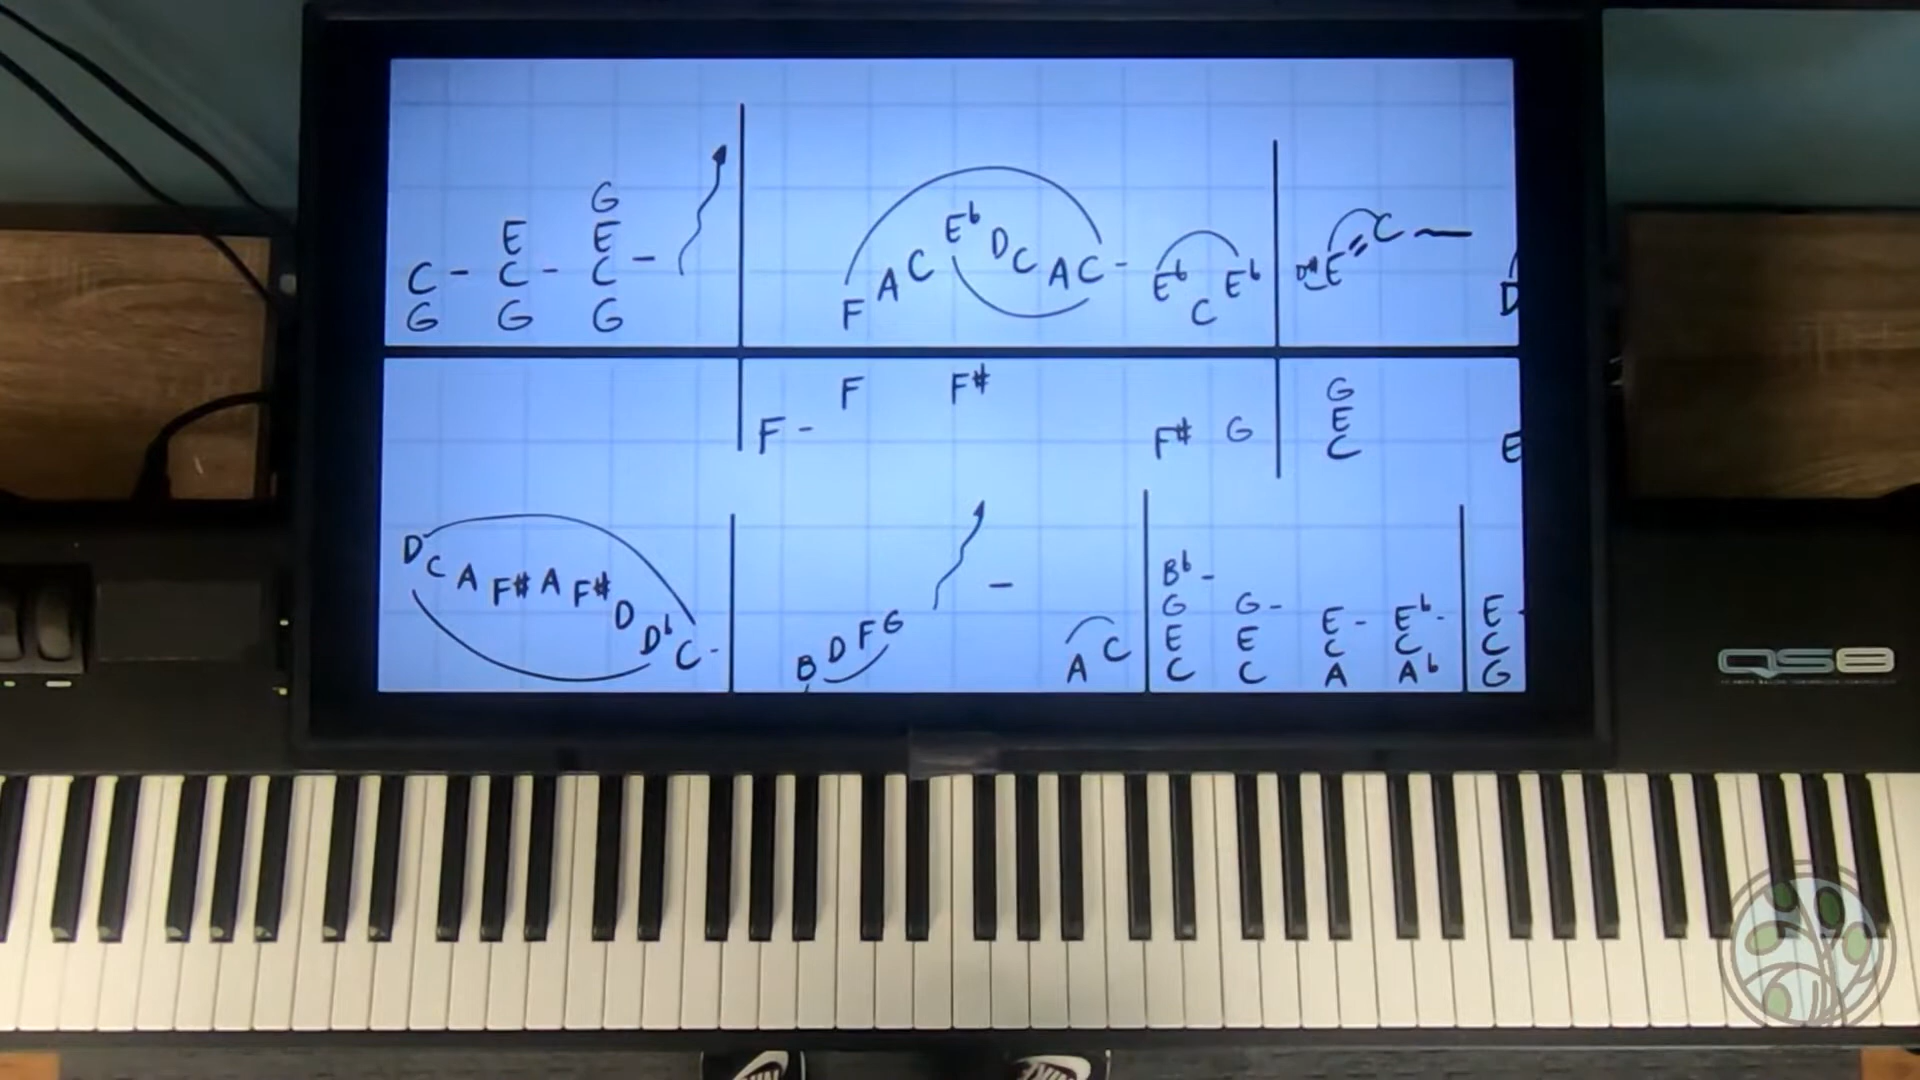 G
E E
C - C - C -
G G G
F A C E♭ D C A C - E♭ C E♭
D# E = C —
D
F - F F# F# G
G
E
C
E
D C A F# A F# D D♭ C -
B D F G - A C
B♭ -
G G - E - E♭ - E -
E E C C C
C C A A♭ G
QS8